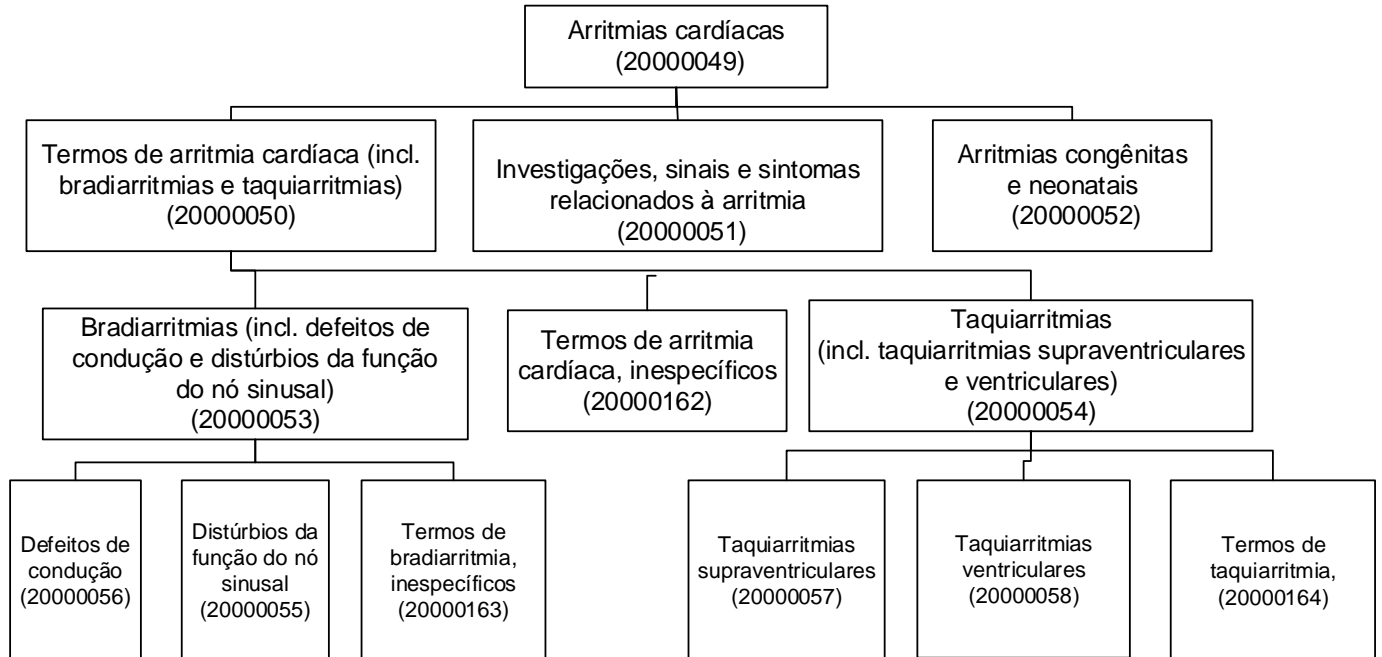 Arritmias cardíacas
(20000049)
Termos de arritmia cardíaca (incl.
bradiarritmias e taquiarritmias)
(20000050)
Investigações, sinais e sintomas
relacionados à arritmia
(20000051)
Arritmias congênitas
e neonatais
(20000052)
Bradiarritmias (incl. defeitos de
condução e distúrbios da função
do nó sinusal)
(20000053)
Termos de arritmia
cardíaca, inespecíficos
(20000162)
Taquiarritmias
(incl. taquiarritmias supraventriculares
e ventriculares)
(20000054)
Defeitos de
condução
(20000056)
Distúrbios da
função do nó
sinusal
(20000055)
Termos de
bradiarritmia,
inespecíficos
(20000163)
Taquiarritmias
supraventriculares
(20000057)
Taquiarritmias
ventriculares
(20000058)
Termos de
taquiarritmia,
(20000164)